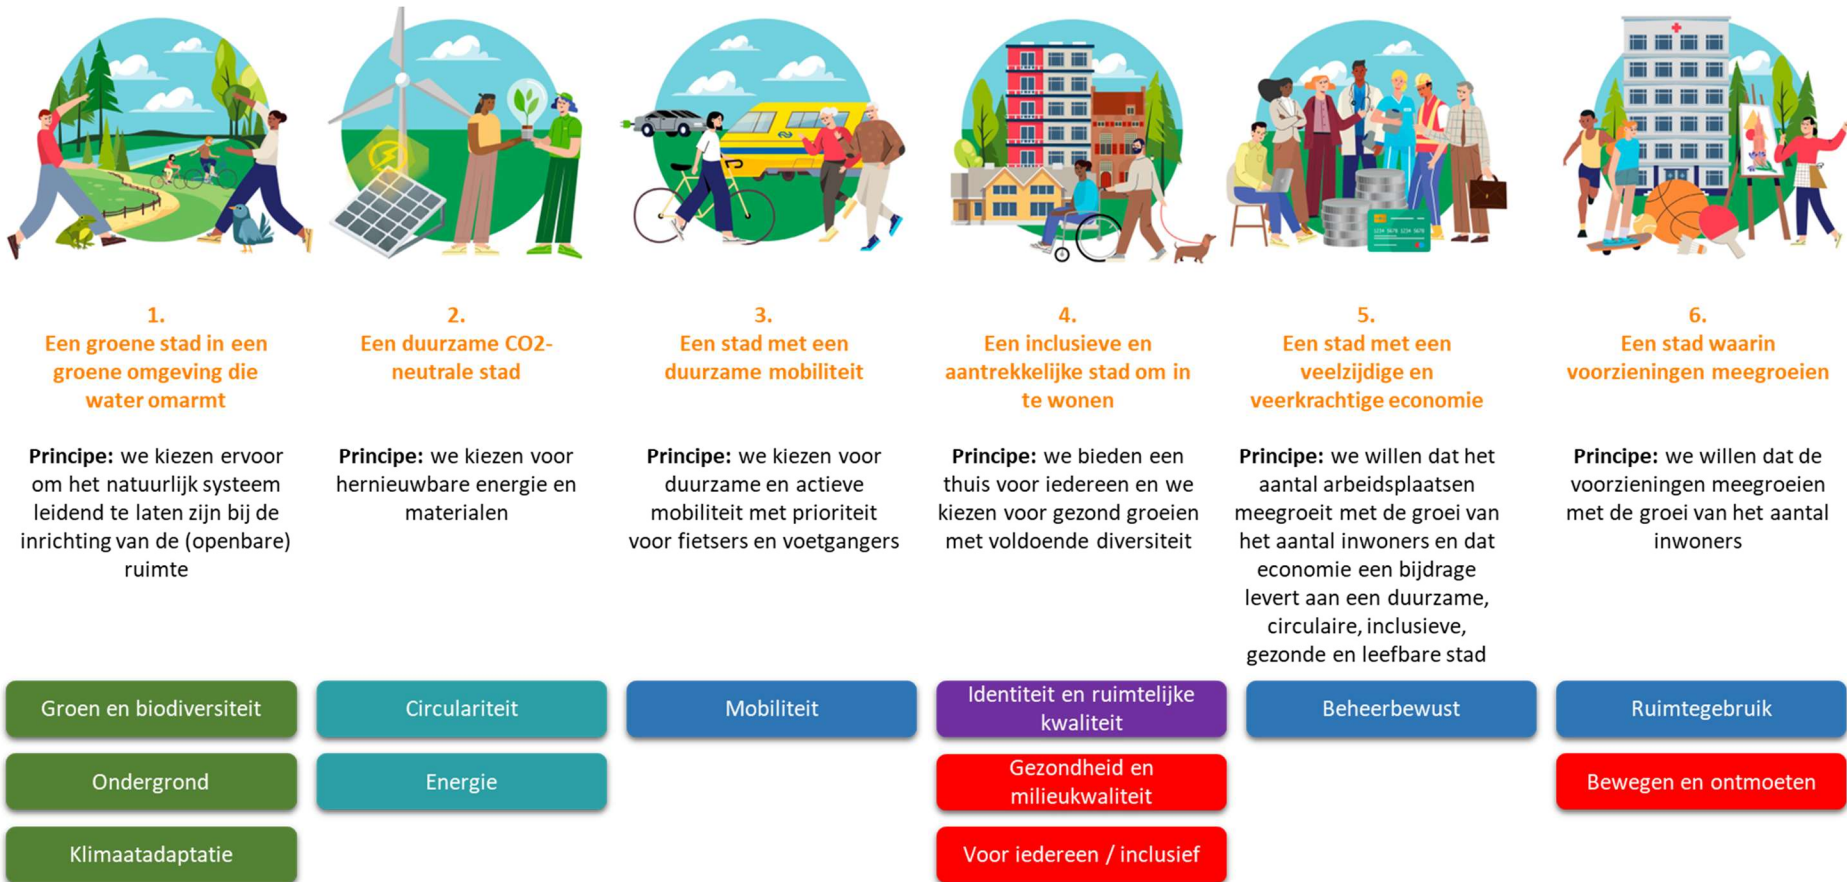 1.
Een groene stad in een
groene omgeving die
water omarmt
Principe: we kiezen ervoor
om het natuurlijk systeem
leidend te laten zijn bij de
inrichting van de (openbare)
ruimte
Groen en biodiversiteit
Ondergrond
Klimaatadaptatie
2.
Een duurzame CO2-
neutrale stad
Principe: we kiezen voor
hernieuwbare energie en
materialen
Circulariteit
Energie
3.
Een stad met een
duurzame mobiliteit
Principe: we kiezen voor
duurzame en actieve
mobiliteit met prioriteit
voor fietsers en voetgangers
Mobiliteit
4.
Een inclusieve en
aantrekkelijke stad om in
te wonen
Principe: we bieden een
thuis voor iedereen en we
kiezen voor gezond groeien
met voldoende diversiteit
Identiteit en ruimtelijke
kwaliteit
Gezondheid en
milieukwaliteit
Voor iedereen / inclusief
1234 5678 1234 5678
5.
Een stad met een
veelzijdige en
veerkrachtige economie
Principe: we willen dat het
aantal arbeidsplaatsen
meegroeit met de groei van
het aantal inwoners en dat
economie een bijdrage
levert aan een duurzame,
circulaire, inclusieve,
gezonde en leefbare stad
Beheerbewust
6.
Een stad waarin
voorzieningen meegroeien
Principe: we willen dat de
voorzieningen meegroeien
met de groei van het aantal
inwoners
Ruimtegebruik
Bewegen en ontmoeten